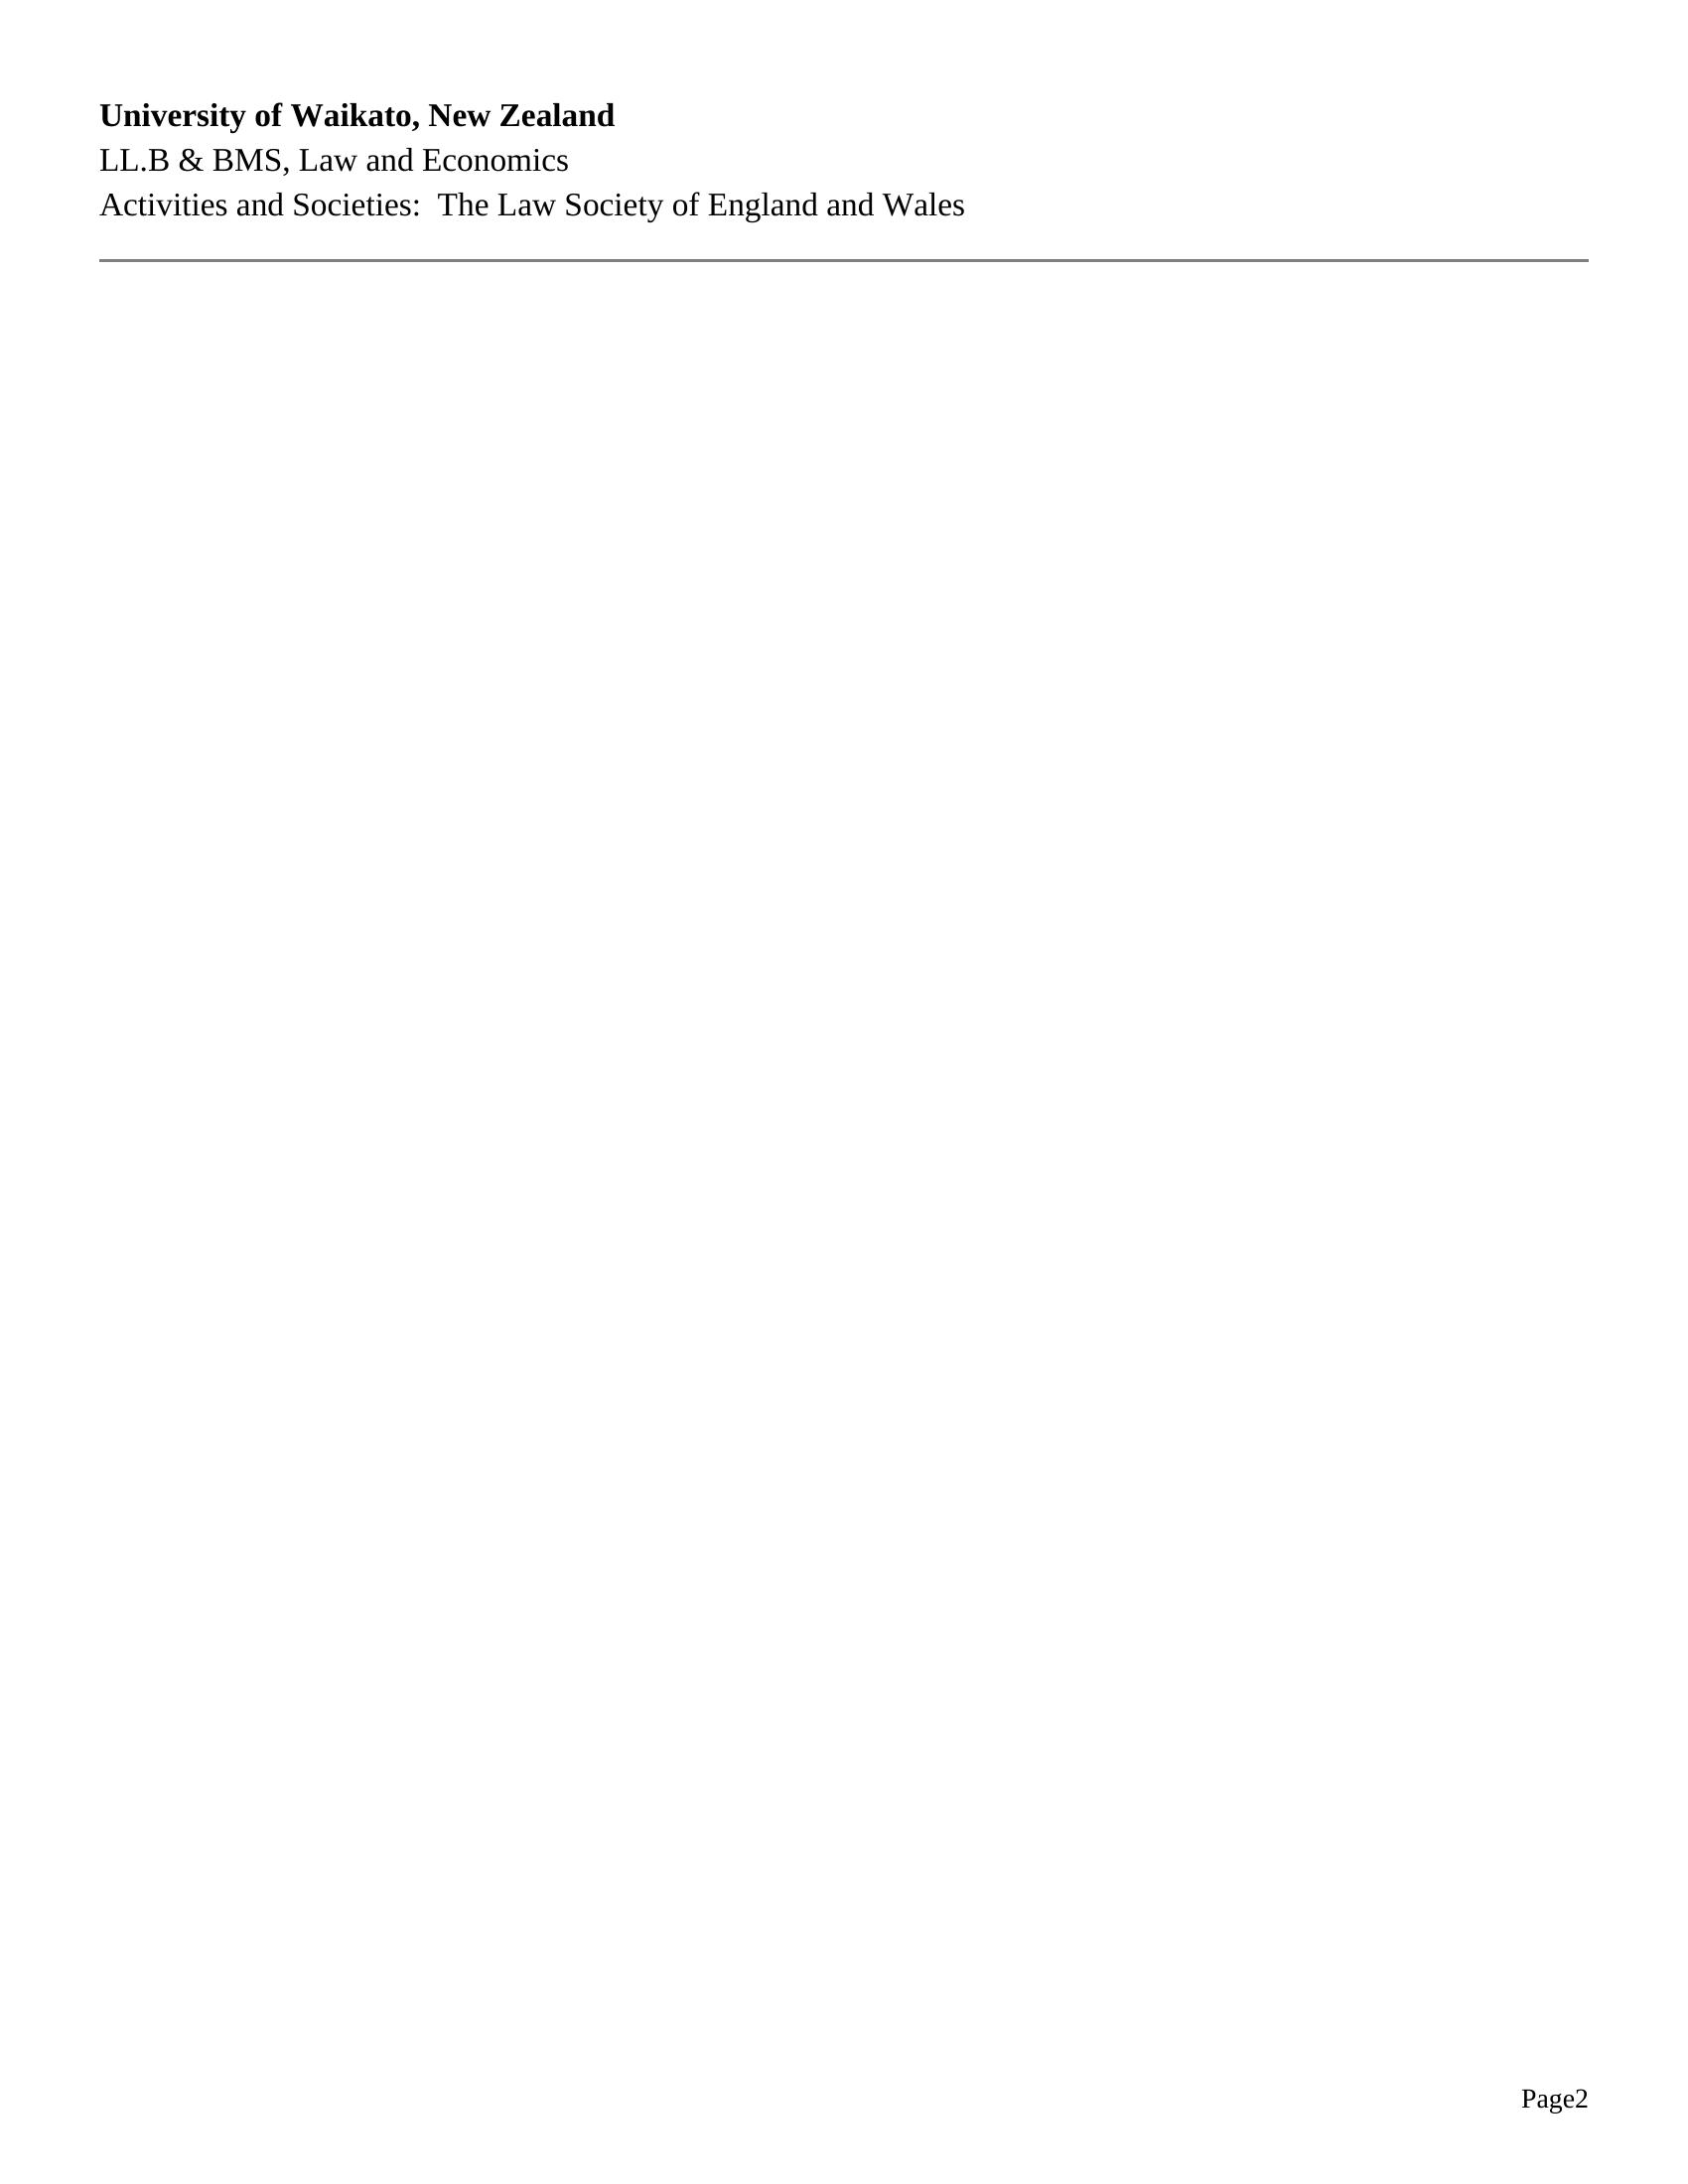 University of Waikato, New Zealand
LL.B & BMS, Law and Economics
Activities and Societies:  The Law Society of England and Wales
Page2